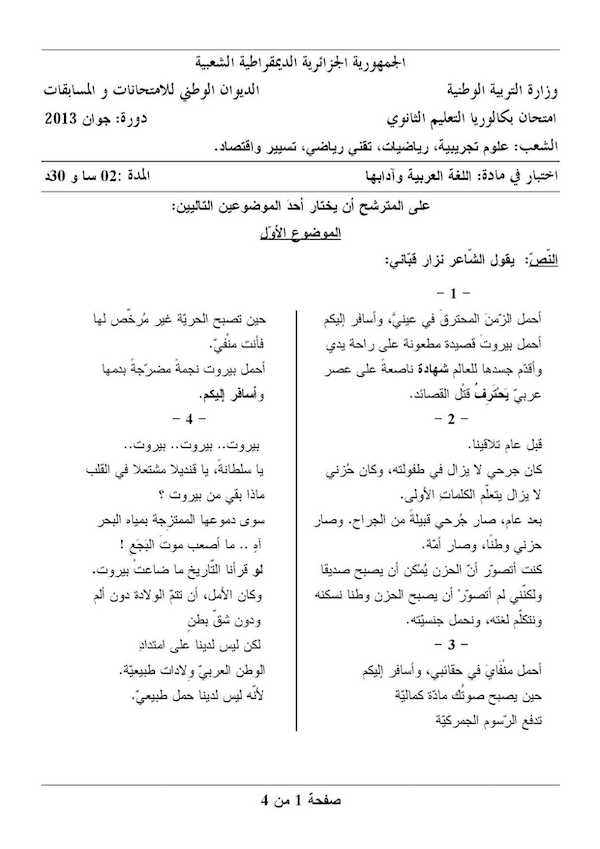 الجمهورية الجزائرية الديمقراطية الشعبية
وزارة التربية الوطنية الديوان الوطني للامتحانات و المسابقات
امتحان بكالوريا التعليم الثانوي دورة: جوان 2013
الشعب: علوم تجريبية، رياضيات، تقني رياضي، تسيير واقتصاد.
اختبار في مادة: اللغة العربية وآدابها المدة :02 سا و 30د
على المترشح أن يختار أحدَ الموضوعين التاليين:
الموضوع الأوّل
النّصّ: يقول الشّاعر نزار قبّاني:
- 1 -
أحمل الزّمنَ المحترقَ في عينيَّ، وأسافر إليكم
أحمل بيروتَ قصيدة مطعونة على راحة يدي
وأقدّم جسدها للعالم شهادة ناصعةً على عصر
عربيّ يَحْتَرِفُ قتْل القصائد.
- 2 -
قبل عام تلاقينا.
كان جرحي لا يزال في طفولته، وكان حُزني
لا يزال يتعلّم الكلماتِ الأولى.
بعد عام، صار جُرحي قبيلةً من الجراح. وصار
حزني وطنًا، وصار أمّة.
كنت أتصوّر أنّ الحزن يُمْكن أن يصبح صديقا
ولكنّني لم أتصوّرْ أن يصبح الحزن وطنا نسكنه
ونتكلّم لغته، ونحمل جنسيّته.
- 3 -
أحمل منْفايَ في حقائبي، وأسافر إليكم
حين يصبح صوتُك مادّة كماليّة
تدفع الرّسوم الجمركيّة
حين تصبح الحريّة غير مُرخّص لها
فأنت منْفيّ.
أحمل بيروت نجمةً مضرّجةً بدمها
وأسافر إليكم.
- 4 -
بيروت.. بيروت.. بيروت..
يا سلطانةً، يا قنديلا مشتعلا في القلب
ماذا بقي من بيروت ؟
سوى دموعها الممتزجة بمياه البحر
آهِ .. ما أصعب موتَ البَجَعِ !
لو قرأنا التّاريخ ما ضاعتْ بيروت.
وكان الأمل، أن تتمّ الولادة دون ألم
ودون شقّ بطنٍ
لكن ليس لدينا على امتدادِ
الوطن العربيّ وِلادات طبيعيّة.
لأنّه ليس لدينا حمل طبيعيّ.
صفحة 1 من 4